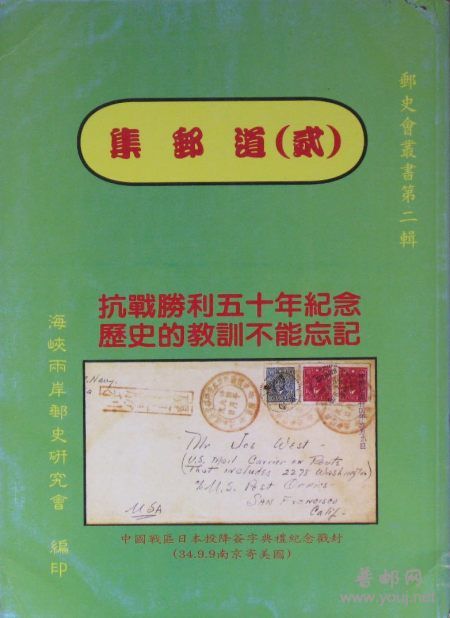 集郵道(貳)
郵史會叢書第二輯
抗戰勝利五十年紀念
歷史的教訓不能忘記
海峽兩岸郵史研究會 編印
Navy
Mr Joe West -
(U.S. Mail Carrier on Route
that includes 2275 Washington)
℅ U.S. Post Office -
San Francisco
Calif -
USA
中國戰區日本投降簽字典禮紀念戳封
(34.9.9南京寄美國)
普邮网
www.youj.net